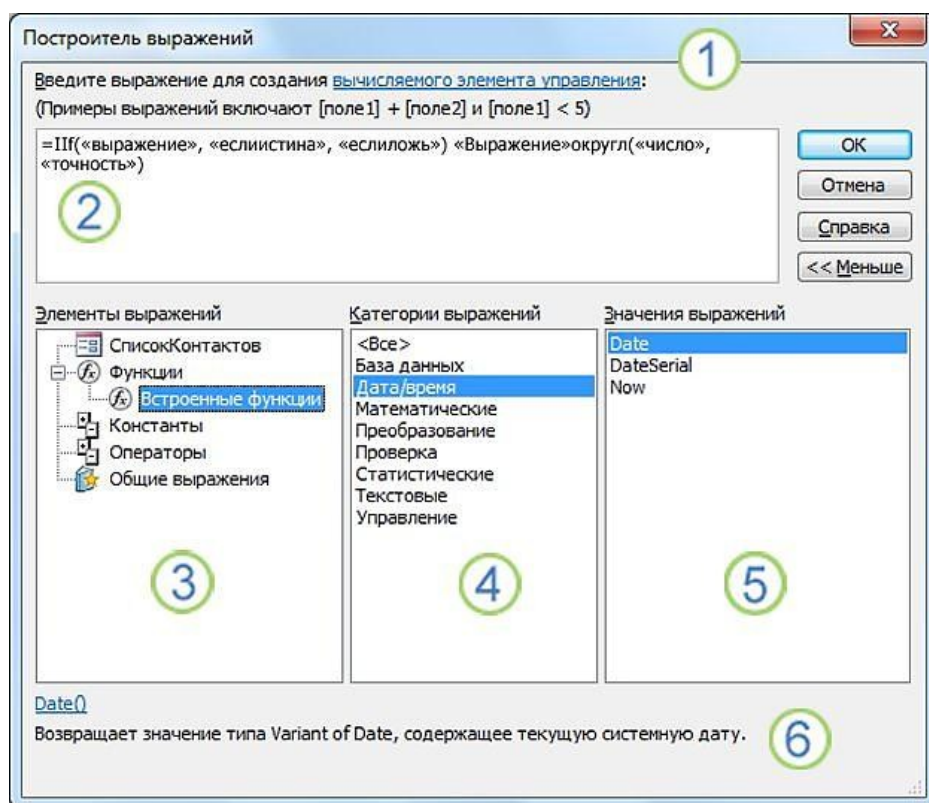 Построитель выражений
1
Введите выражение для создания вычисляемого элемента управления:
(Примеры выражений включают [поле1] + [поле2] и [поле1] < 5)
=IIf(«выражение», «еслиистина», «еслиложь») «Выражение»округл(«число»,
«точность»)
2
ОК
Отмена
Справка
<< Меньше
Элементы выражений
СписокКонтактов
Функции
Встроенные функции
Константы
Операторы
Общие выражения
3
Категории выражений
<Все>
База данных
Дата/время
Математические
Преобразование
Проверка
Статистические
Текстовые
Управление
4
Значения выражений
Date
DateSerial
Now
5
Date()
Возвращает значение типа Variant of Date, содержащее текущую системную дату.
6